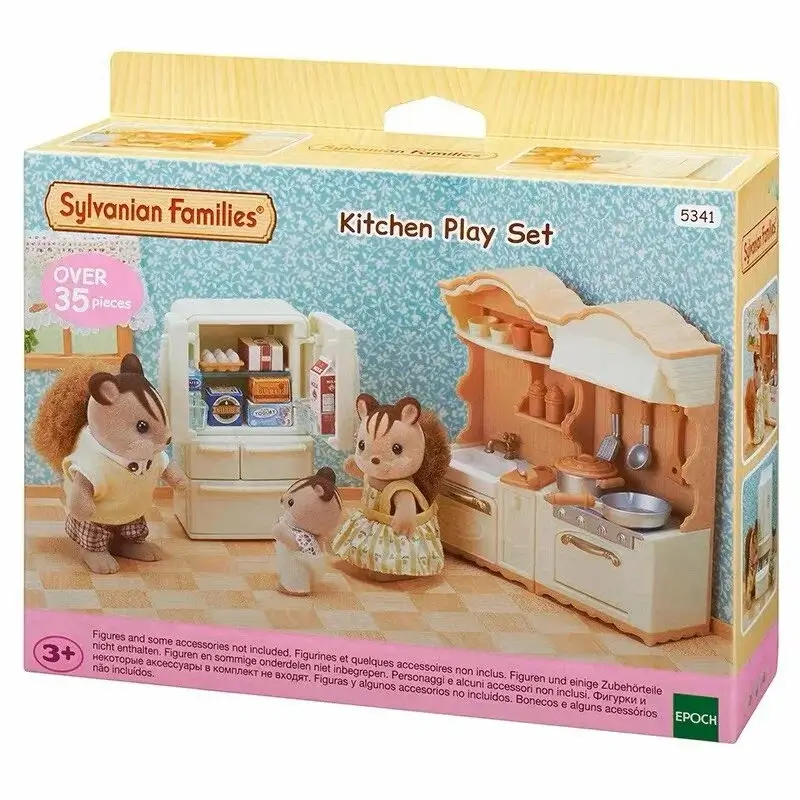 Sylvanian Families
Sylvanian Families®
Kitchen Play Set
5341
OVER
35 pieces
MILK
BUTTER
YOGURT
3+
Figures and some accessories not included. Figurines et quelques accessoires non inclus. Figuren und einige Zubehörteile
nicht enthalten. Figuren en sommige onderdelen niet inbegrepen. Personaggi e alcuni accessori non inclusi. Фигурки и
некоторые аксессуары в комплект не входят. Figuras y algunos accesorios no incluidos. Bonecos e alguns acessórios
não incluídos.
EPOCH
Sylvanian Families